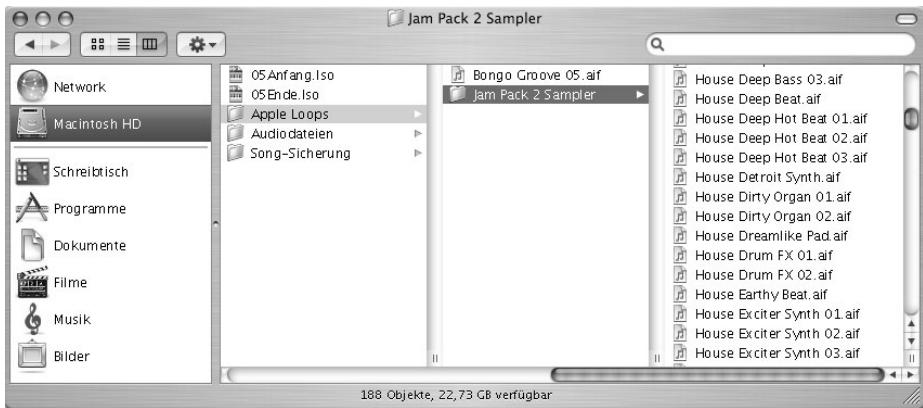 Jam Pack 2 Sampler
Network
Macintosh HD
Schreibtisch
Programme
Dokumente
Filme
Musik
Bilder
05Anfang.lso
05Ende.lso
Apple Loops
Audiodateien
Song-Sicherung
Bongo Groove 05.aif
Jam Pack 2 Sampler
House Deep Bass 03.aif
House Deep Beat.aif
House Deep Hot Beat 01.aif
House Deep Hot Beat 02.aif
House Deep Hot Beat 03.aif
House Detroit Synth.aif
House Dirty Organ 01.aif
House Dirty Organ 02.aif
House Dreamlike Pad.aif
House Drum FX 01.aif
House Drum FX 02.aif
House Earthy Beat.aif
House Exciter Synth 01.aif
House Exciter Synth 02.aif
House Exciter Synth 03.aif
188 Objekte, 22,73 GB verfügbar